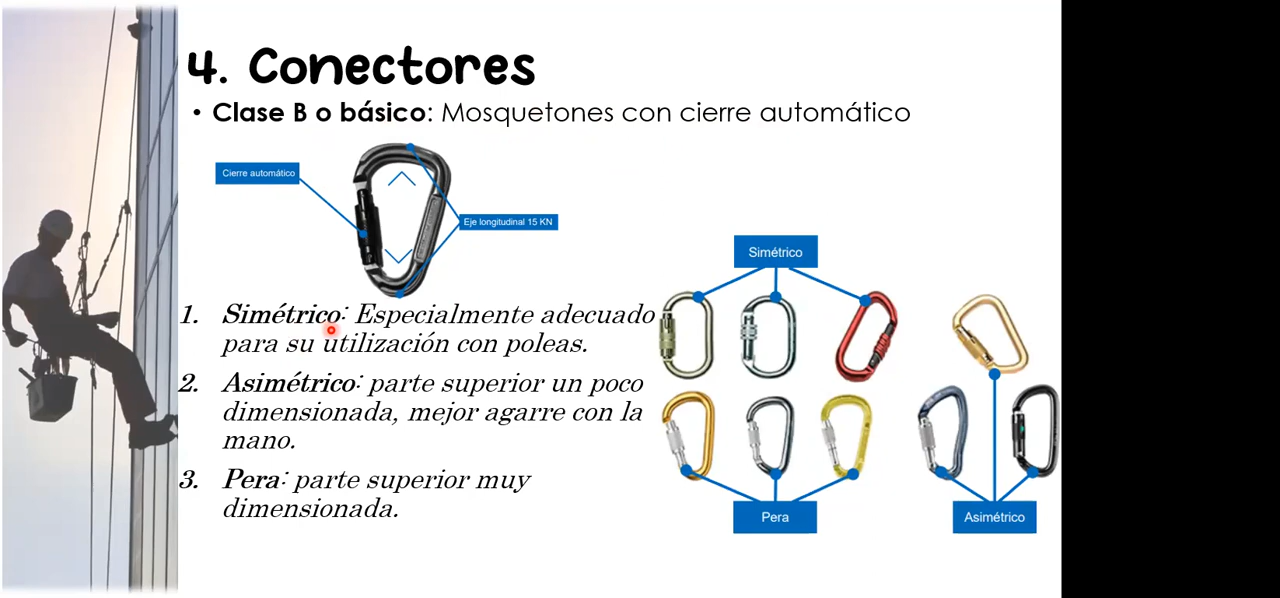 4. Conectores
• Clase B o básico: Mosquetones con cierre automático
Cierre automático
Eje longitudinal 15 KN
1. Simétrico: Especialmente adecuado
para su utilización con poleas.
2. Asimétrico: parte superior un poco
dimensionada, mejor agarre con la
mano.
3. Pera: parte superior muy
dimensionada.
Simétrico
Pera
Asimétrico